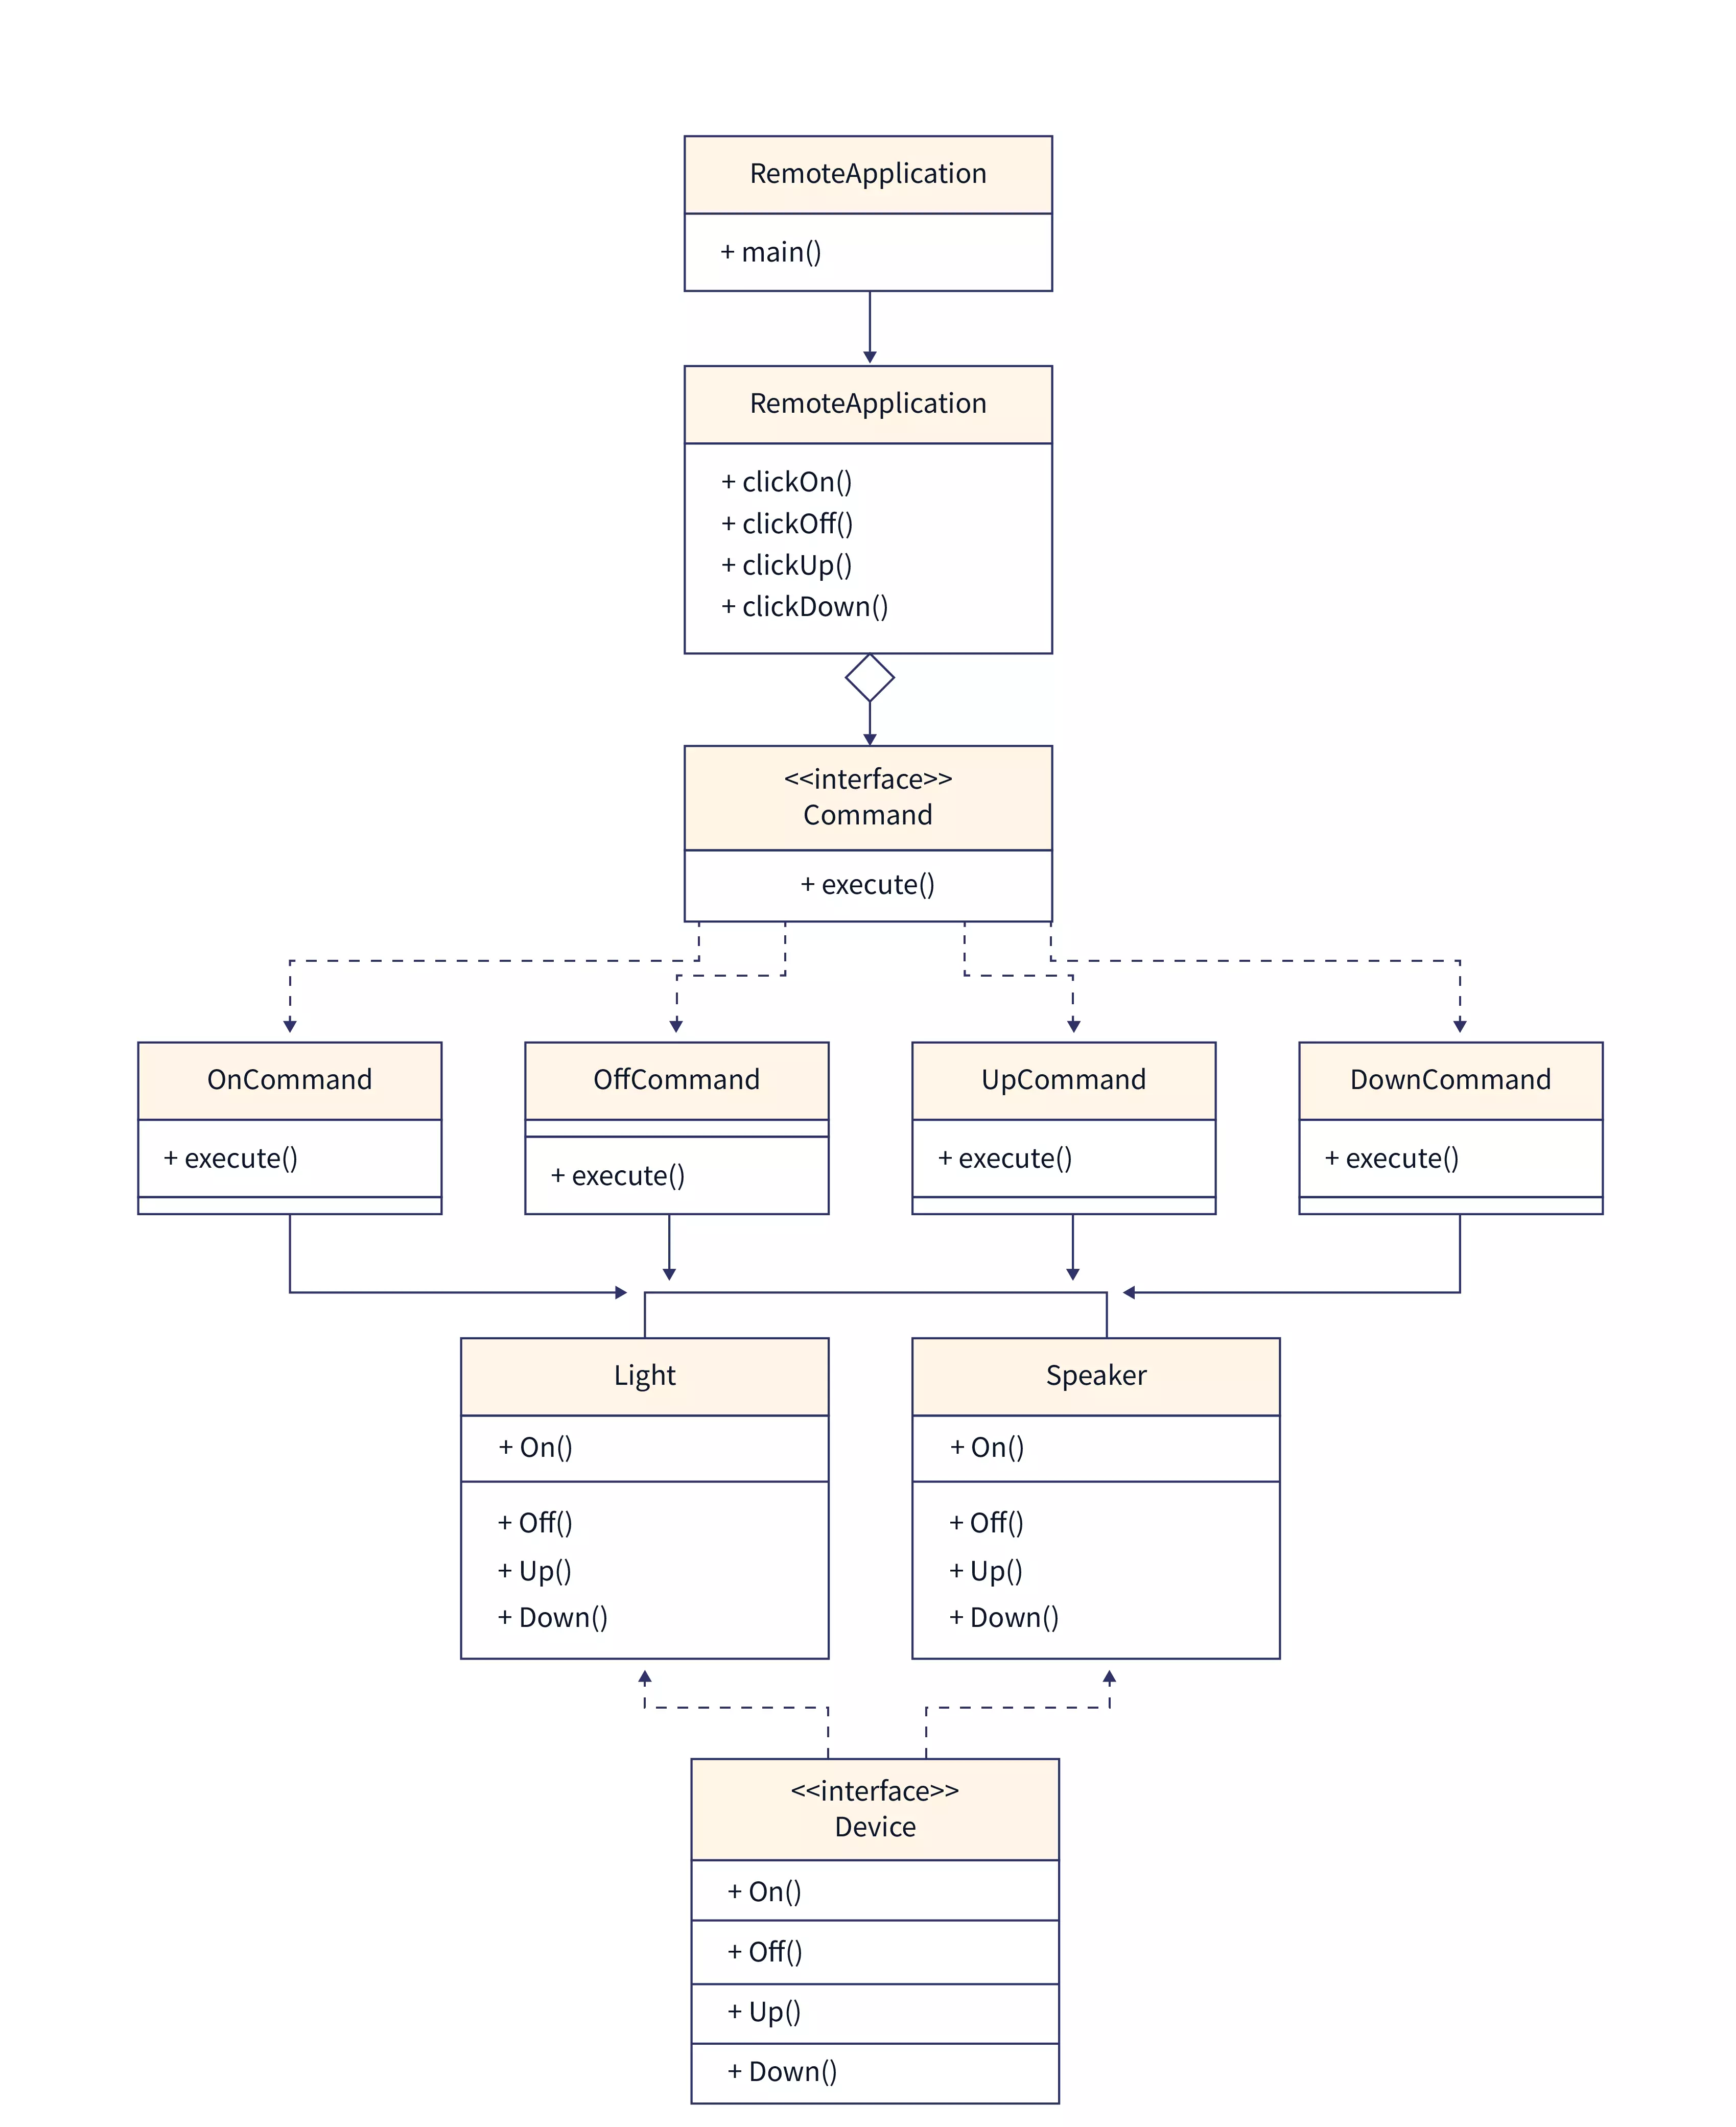 RemoteApplication
+ main()
RemoteApplication
+ clickOn()
+ clickOff()
+ clickUp()
+ clickDown()
<<interface>>
Command
+ execute()
OnCommand
+ execute()
OffCommand
+ execute()
UpCommand
+ execute()
DownCommand
+ execute()
Light
+ On()
+ Off()
+ Up()
+ Down()
Speaker
+ On()
+ Off()
+ Up()
+ Down()
<<interface>>
Device
+ On()
+ Off()
+ Up()
+ Down()